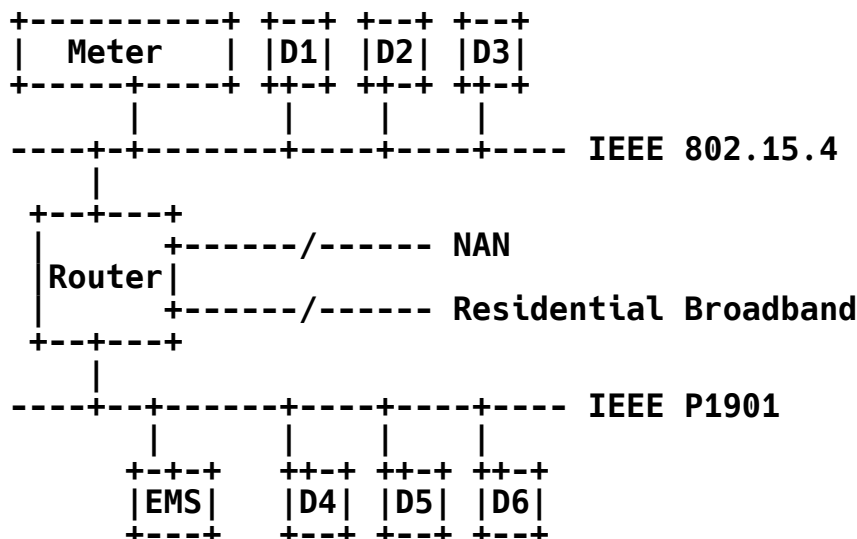 Meter D1 D2 D3
IEEE 802.15.4
NAN
Router
Residential Broadband
IEEE P1901
EMS D4 D5 D6